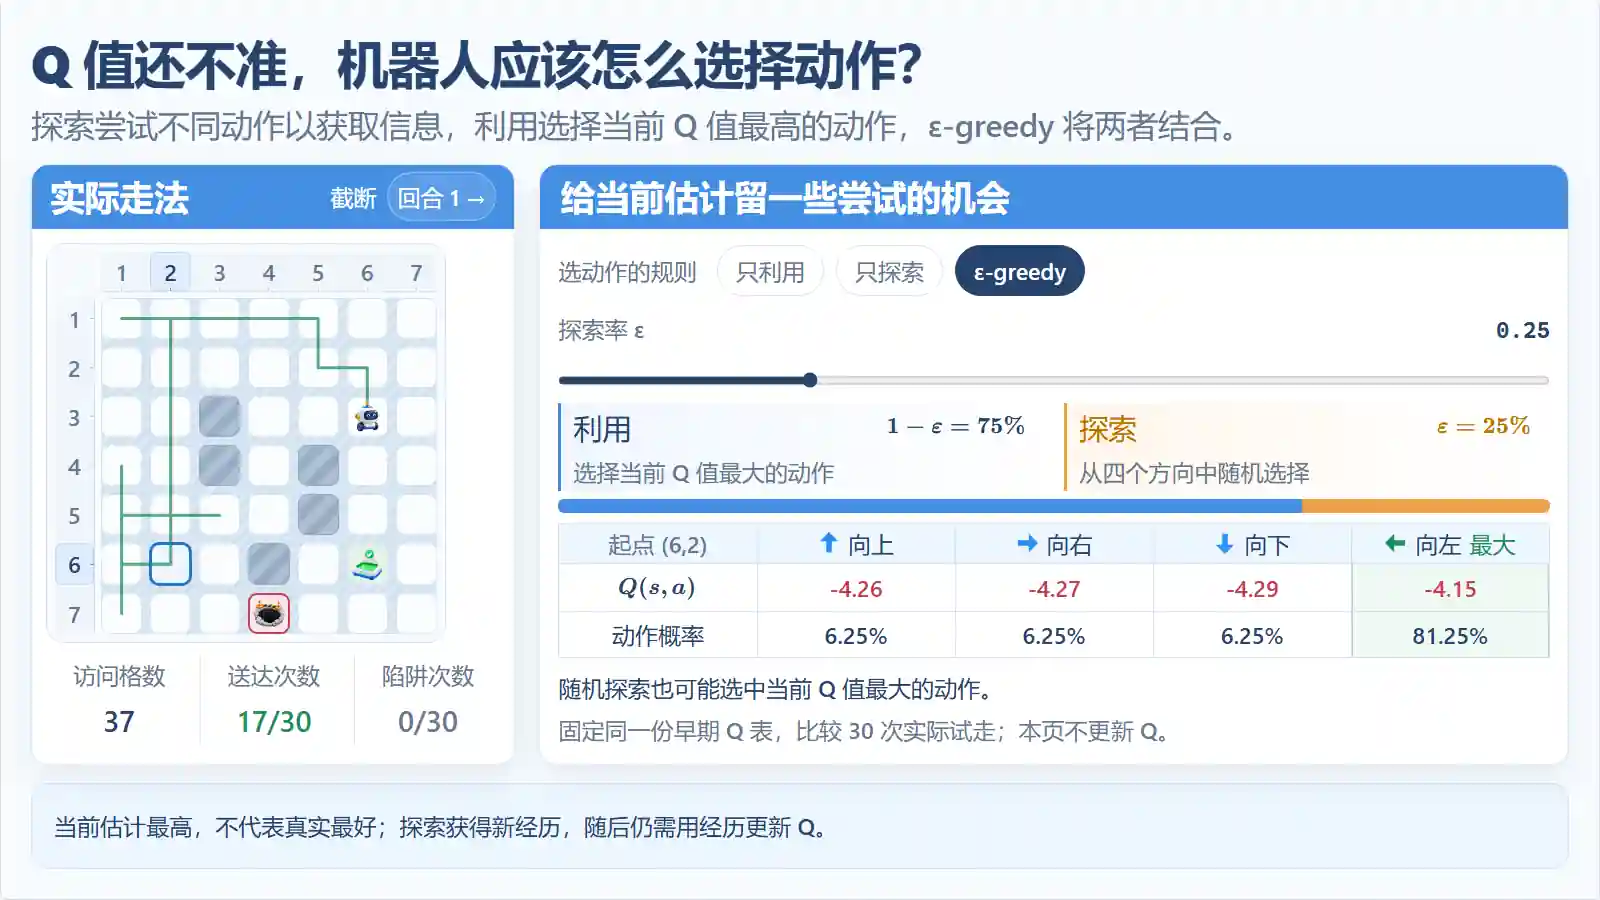 Q 值还不准，机器人应该怎么选择动作？
探索尝试不同动作以获取信息，利用选择当前 Q 值最高的动作，ε-greedy 将两者结合。
实际走法 截断 回合 1 →
1 2 3 4 5 6 7
1
2
3
4
5
6
7
访问格数 送达次数 陷阱次数
37 17/30 0/30
给当前估计留一些尝试的机会
选动作的规则 只利用 只探索 ε-greedy
探索率 ε 0.25
利用 1 − ε = 75%
选择当前 Q 值最大的动作
探索 ε = 25%
从四个方向中随机选择
起点 (6,2) ↑ 向上 → 向右 ↓ 向下 ← 向左 最大
Q(s, a) -4.26 -4.27 -4.29 -4.15
动作概率 6.25% 6.25% 6.25% 81.25%
随机探索也可能选中当前 Q 值最大的动作。
固定同一份早期 Q 表，比较 30 次实际试走；本页不更新 Q。
当前估计最高，不代表真实最好；探索获得新经历，随后仍需用经历更新 Q。